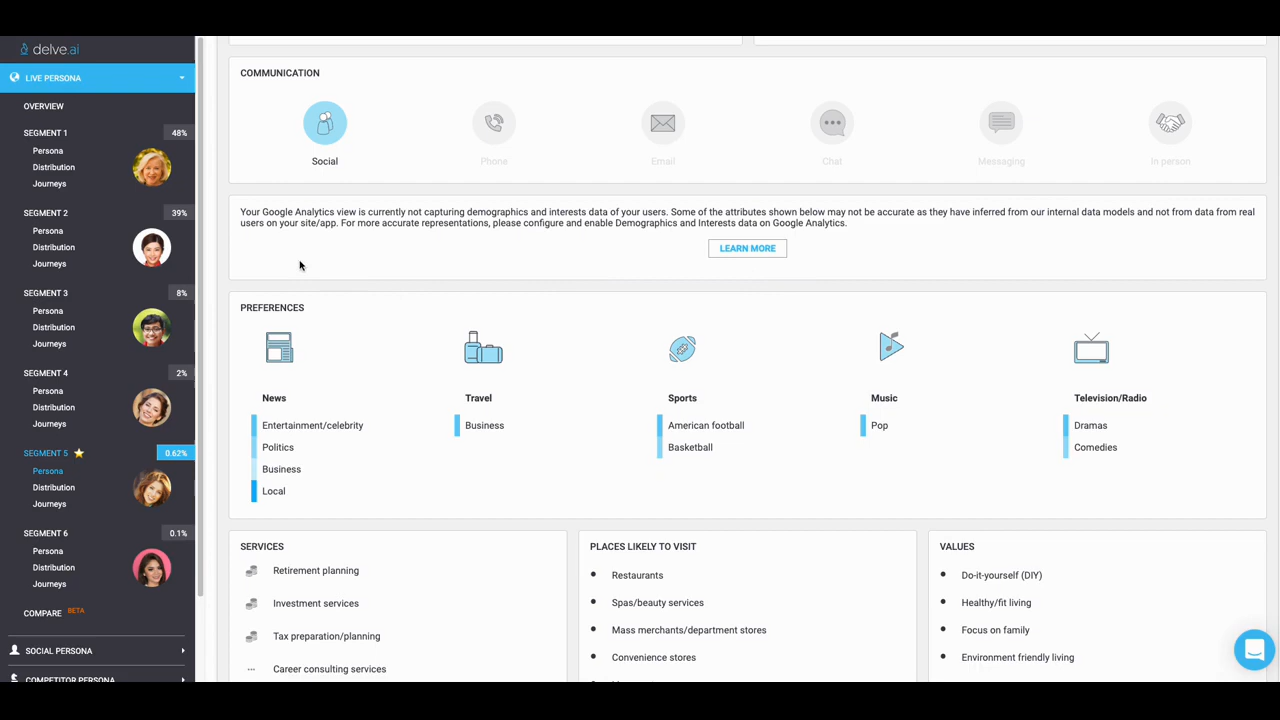 delve.ai
LIVE PERSONA
OVERVIEW
SEGMENT 1
48%
Persona
Distribution
Journeys
SEGMENT 2
39%
Persona
Distribution
Journeys
SEGMENT 3
8%
Persona
Distribution
Journeys
SEGMENT 4
2%
Persona
Distribution
Journeys
SEGMENT 5
0.62%
Persona
Distribution
Journeys
SEGMENT 6
0.1%
Persona
Distribution
Journeys
COMPARE BETA
SOCIAL PERSONA
COMPETITOR PERSONA
COMMUNICATION
Social
Phone
Email
Chat
Messaging
In person
Your Google Analytics view is currently not capturing demographics and interests data of your users. Some of the attributes shown below may not be accurate as they have inferred from our internal data models and not from data from real
users on your site/app. For more accurate representations, please configure and enable Demographics and Interests data on Google Analytics.
LEARN MORE
PREFERENCES
News
Entertainment/celebrity
Politics
Business
Local
Travel
Business
Sports
American football
Basketball
Music
Pop
Television/Radio
Dramas
Comedies
SERVICES
Retirement planning
Investment services
Tax preparation/planning
Career consulting services
PLACES LIKELY TO VISIT
Restaurants
Spas/beauty services
Mass merchants/department stores
Convenience stores
VALUES
Do-it-yourself (DIY)
Healthy/fit living
Focus on family
Environment friendly living